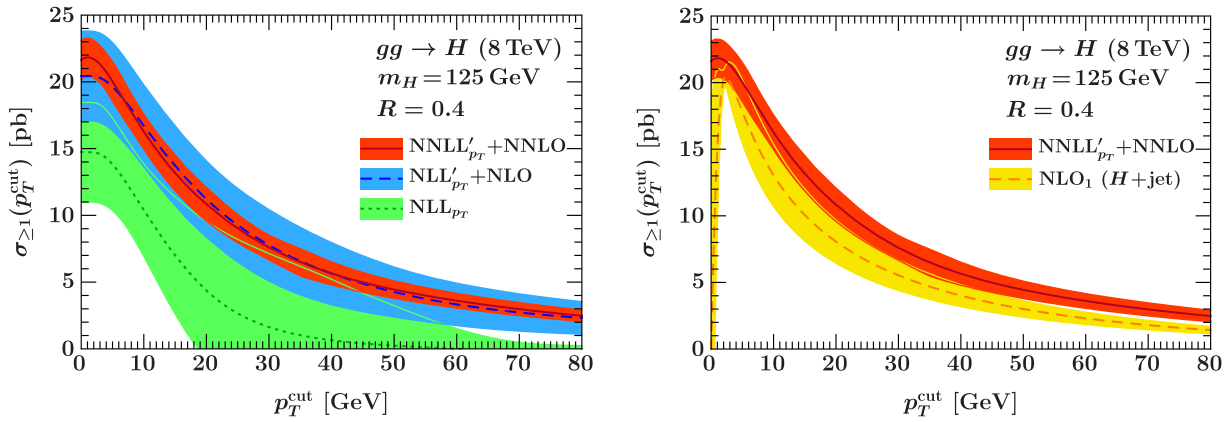 gg → H (8 TeV)
m_H = 125 GeV
R = 0.4
NNLL′_{p_T}+NNLO
NLL′_{p_T}+NLO
NLL_{p_T}
σ_{≥1}(p_T^{cut}) [pb]
25
20
15
10
5
0
0 10 20 30 40 50 60 70 80
p_T^{cut} [GeV]
gg → H (8 TeV)
m_H = 125 GeV
R = 0.4
NNLL′_{p_T}+NNLO
NLO_1 (H+jet)
σ_{≥1}(p_T^{cut}) [pb]
25
20
15
10
5
0
0 10 20 30 40 50 60 70 80
p_T^{cut} [GeV]